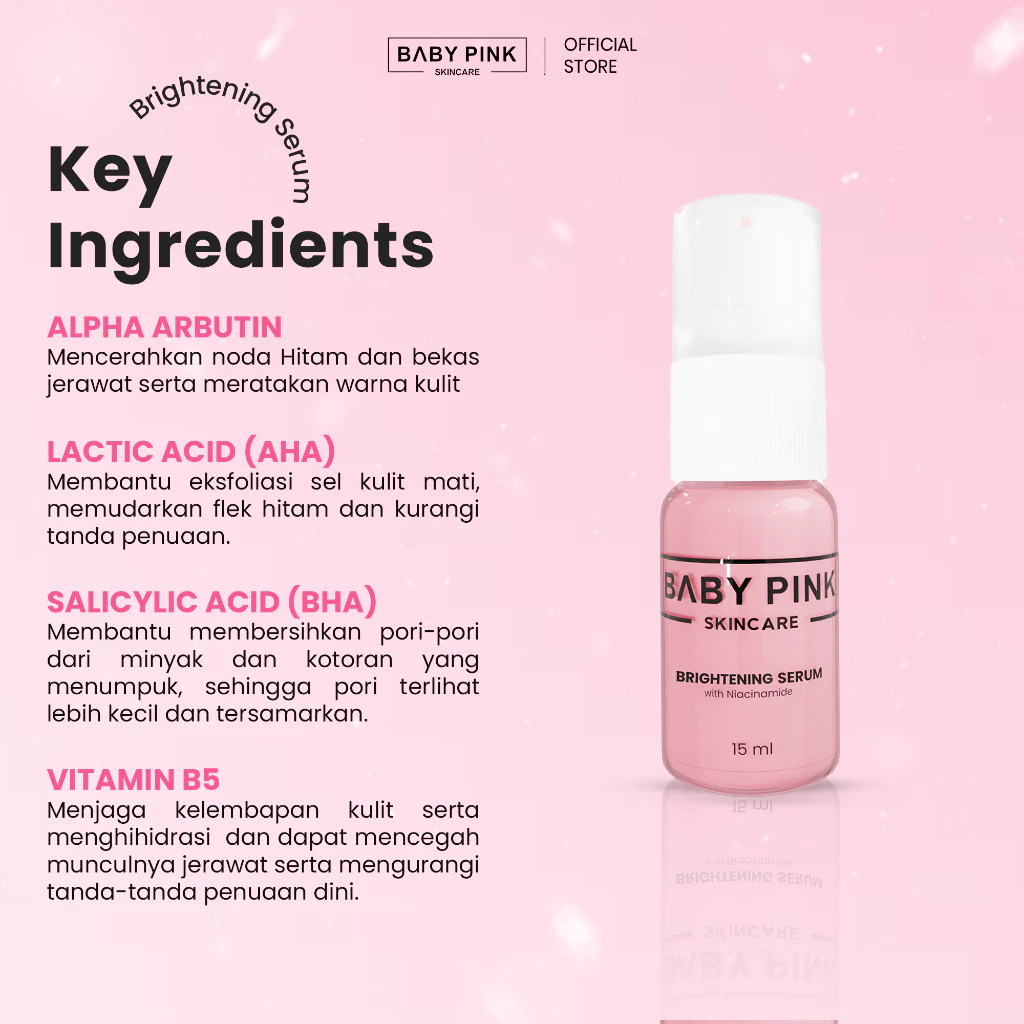 BABY PINK
SKINCARE
OFFICIAL
STORE
Brightening Serum
Key
Ingredients
ALPHA ARBUTIN
Mencerahkan noda Hitam dan bekas
jerawat serta meratakan warna kulit
LACTIC ACID (AHA)
Membantu eksfoliasi sel kulit mati,
memudarkan flek hitam dan kurangi
tanda penuaan.
SALICYLIC ACID (BHA)
Membantu membersihkan pori-pori
dari minyak dan kotoran yang
menumpuk, sehingga pori terlihat
lebih kecil dan tersamarkan.
VITAMIN B5
Menjaga kelembapan kulit serta
menghihidrasi dan dapat mencegah
munculnya jerawat serta mengurangi
tanda-tanda penuaan dini.
BABY PINK
SKINCARE
BRIGHTENING SERUM
with Niacinamide
15 ml